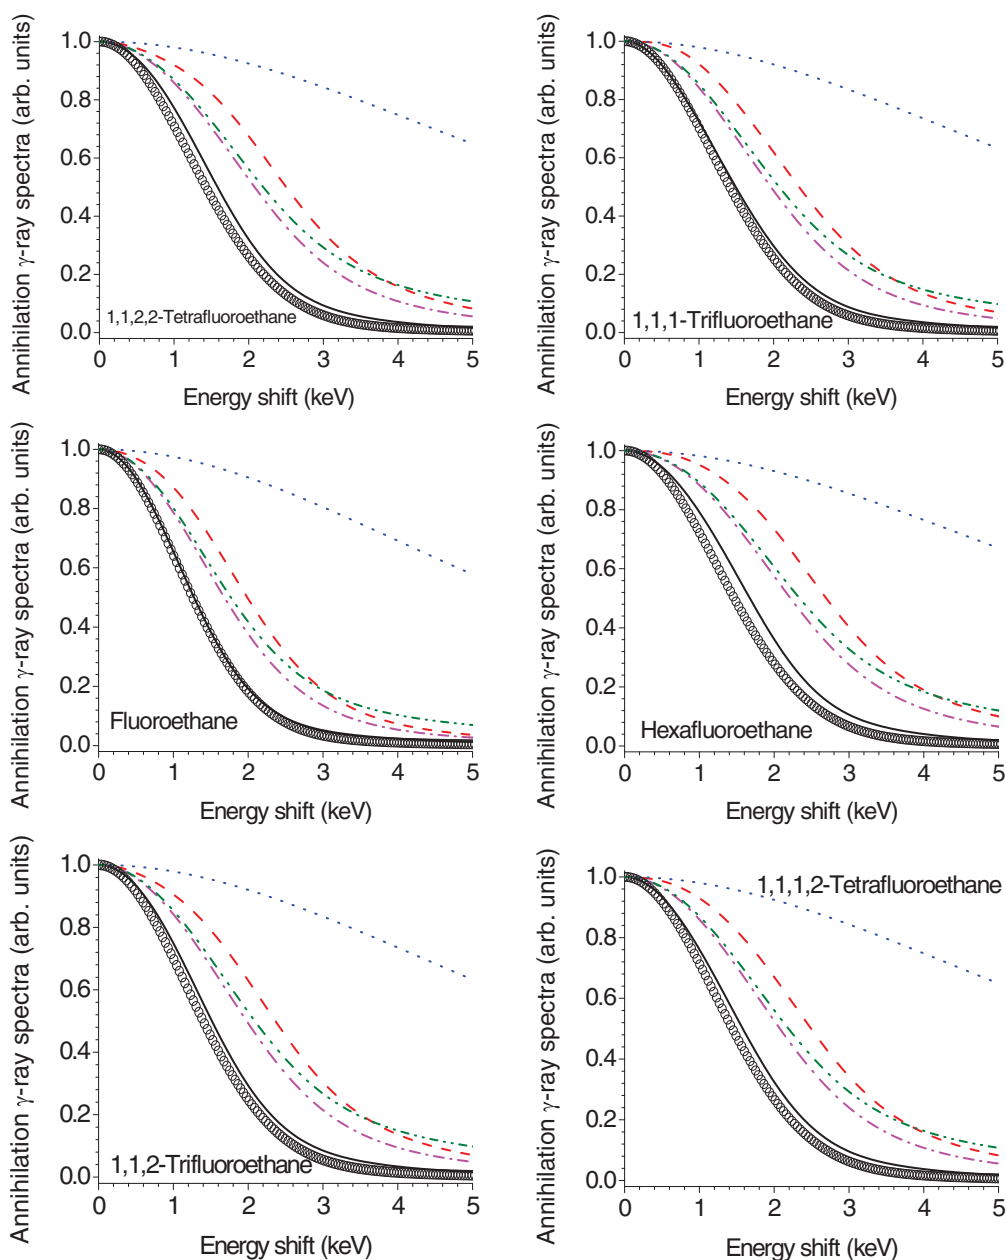 Annihilation γ-ray spectra (arb. units)
1.0
0.8
0.6
0.4
0.2
0.0
1,1,2,2-Tetrafluoroethane
0 1 2 3 4 5
Energy shift (keV)
Annihilation γ-ray spectra (arb. units)
1.0
0.8
0.6
0.4
0.2
0.0
1,1,1-Trifluoroethane
0 1 2 3 4 5
Energy shift (keV)
Annihilation γ-ray spectra (arb. units)
1.0
0.8
0.6
0.4
0.2
0.0
Fluoroethane
0 1 2 3 4 5
Energy shift (keV)
Annihilation γ-ray spectra (arb. units)
1.0
0.8
0.6
0.4
0.2
0.0
Hexafluoroethane
0 1 2 3 4 5
Energy shift (keV)
Annihilation γ-ray spectra (arb. units)
1.0
0.8
0.6
0.4
0.2
0.0
1,1,2-Trifluoroethane
0 1 2 3 4 5
Energy shift (keV)
Annihilation γ-ray spectra (arb. units)
1,1,1,2-Tetrafluoroethane
1.0
0.8
0.6
0.4
0.2
0.0
0 1 2 3 4 5
Energy shift (keV)